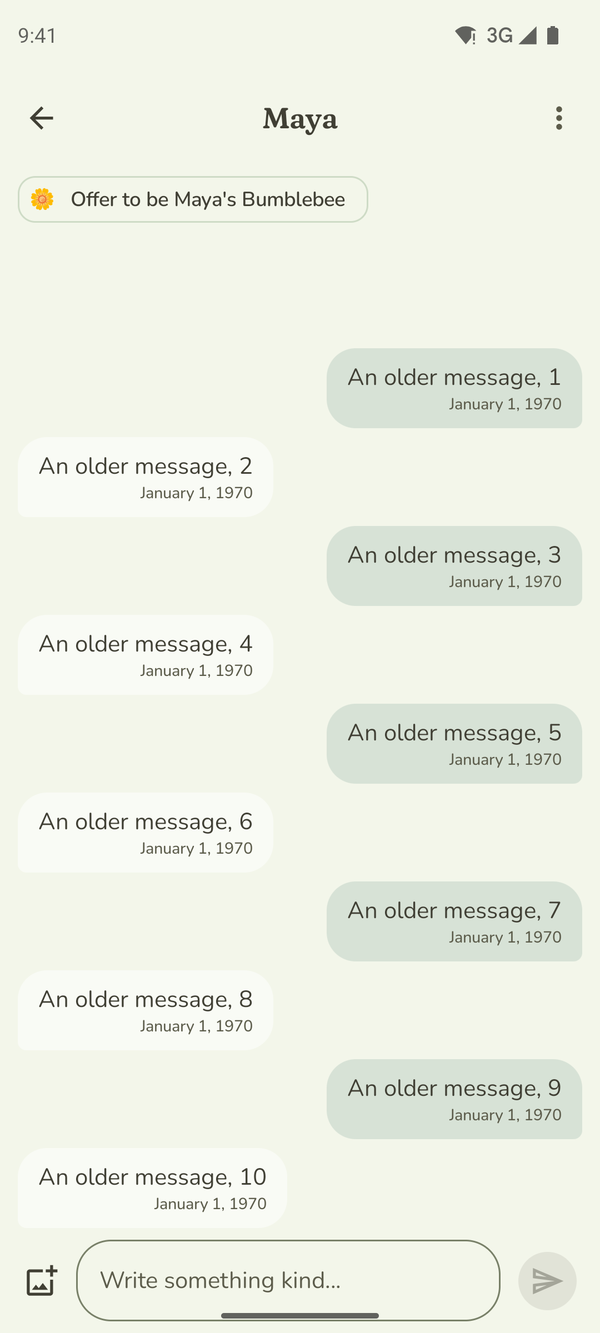 9:41
3G
Maya
Offer to be Maya's Bumblebee
An older message, 1
January 1, 1970
An older message, 2
January 1, 1970
An older message, 3
January 1, 1970
An older message, 4
January 1, 1970
An older message, 5
January 1, 1970
An older message, 6
January 1, 1970
An older message, 7
January 1, 1970
An older message, 8
January 1, 1970
An older message, 9
January 1, 1970
An older message, 10
January 1, 1970
Write something kind...